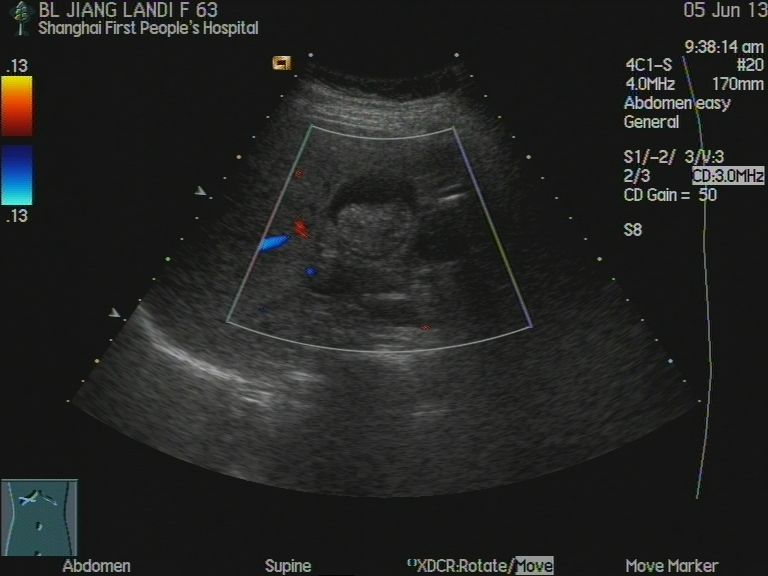 BL JIANG LANDI F 63
05 Jun 13
Shanghai First People's Hospital
9:38:14 am
4C1-S #20
4.0MHz 170mm
Abdomen easy
General
S1/-2/ 3/V:3
2/3 CD:3.0MHz
CD Gain = 50
S8
.13
.13
Abdomen Supine XDCR:Rotate/Move Move Marker